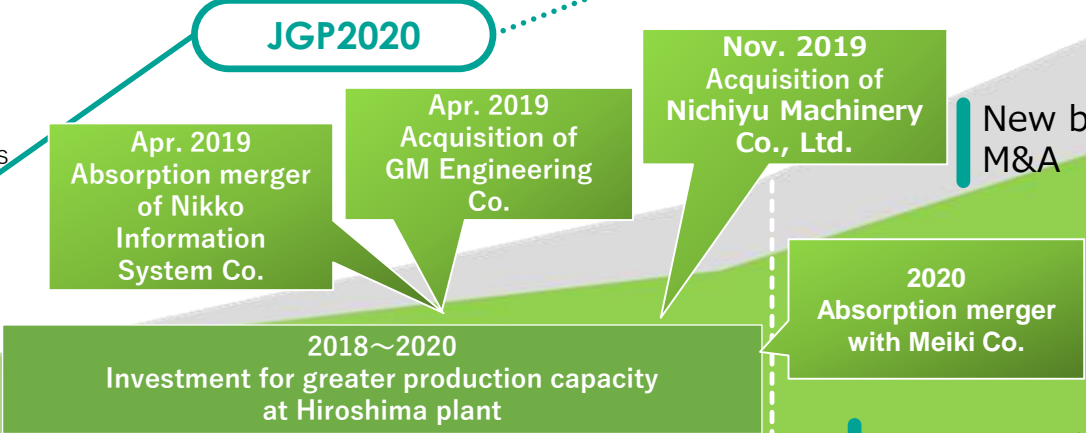 JGP2020
s
Apr. 2019
Absorption merger
of Nikko
Information
System Co.
Apr. 2019
Acquisition of
GM Engineering
Co.
Nov. 2019
Acquisition of
Nichiyu Machinery
Co., Ltd.
New b
M&A
2020
Absorption merger
with Meiki Co.
2018～2020
Investment for greater production capacity
at Hiroshima plant